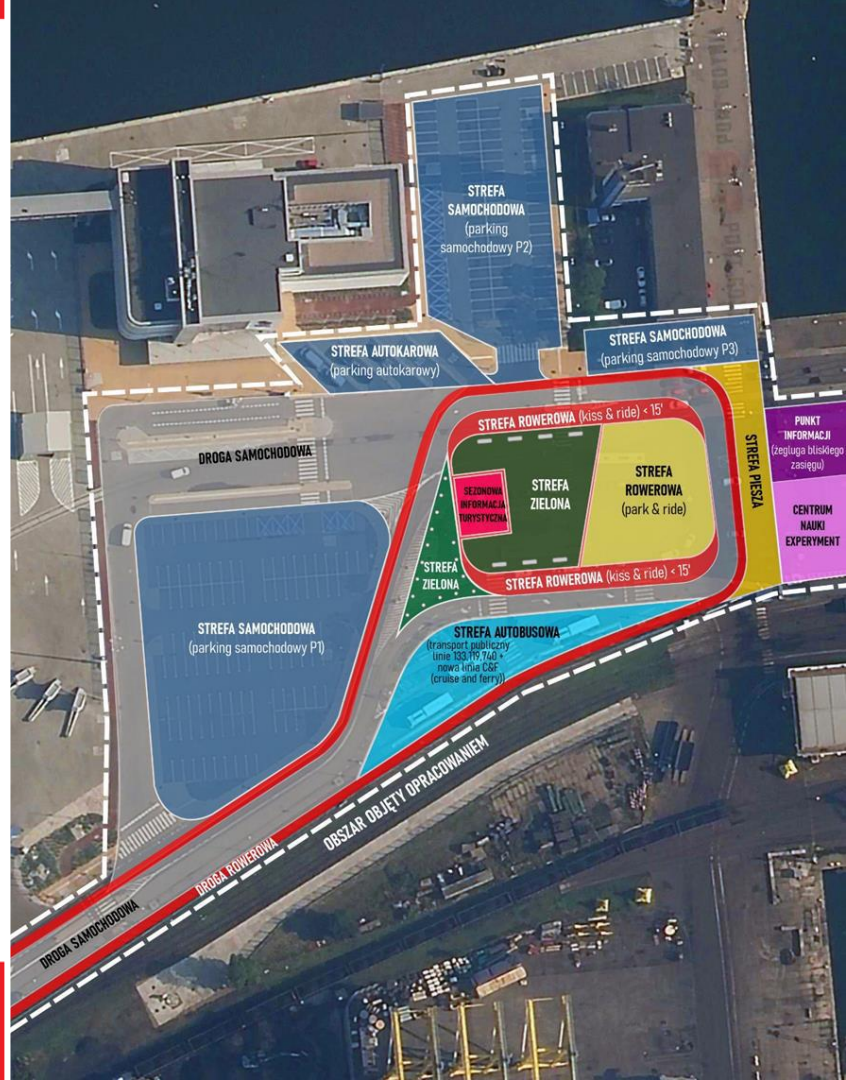 STREFA
SAMOCHODOWA
(parking
samochodowy P2)
STREFA SAMOCHODOWA
(parking samochodowy P3)
STREFA AUTOKAROWA
(parking autokarowy)
STREFA ROWEROWA (kiss & ride) < 15'
DROGA SAMOCHODOWA
STREFA
ZIELONA
STREFA
ROWEROWA
(park & ride)
STREFA PIESZA
PUNKT
INFORMACJI
(żegluga bliskiego
zasięgu)
SEZONOWA
INFORMACJA
TURYSTYCZNA
CENTRUM
NAUKI
EXPERYMENT
STREFA
ZIELONA
STREFA ROWEROWA (kiss & ride) < 15'
STREFA SAMOCHODOWA
(parking samochodowy P1)
STREFA AUTOBUSOWA
(transport publiczny
linie 133,119,740 +
nowa linia C&F
(cruise and ferry))
OBSZAR OBJĘTY OPRACOWANIEM
DROGA ROWEROWA
DROGA SAMOCHODOWA